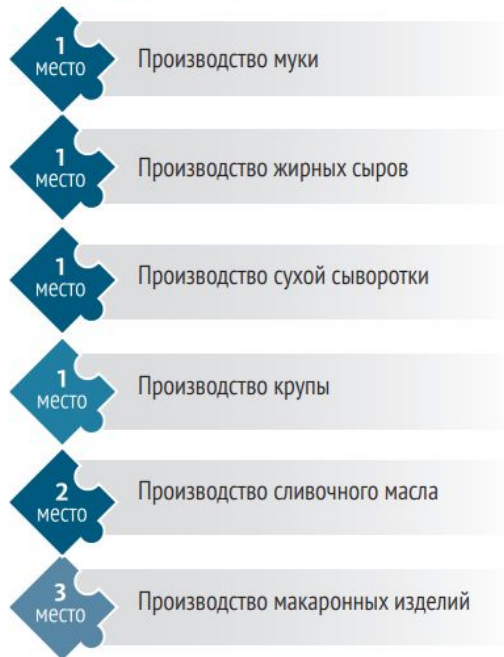 1
место
Производство муки
1
место
Производство жирных сыров
1
место
Производство сухой сыворотки
1
место
Производство крупы
2
место
Производство сливочного масла
3
место
Производство макаронных изделий